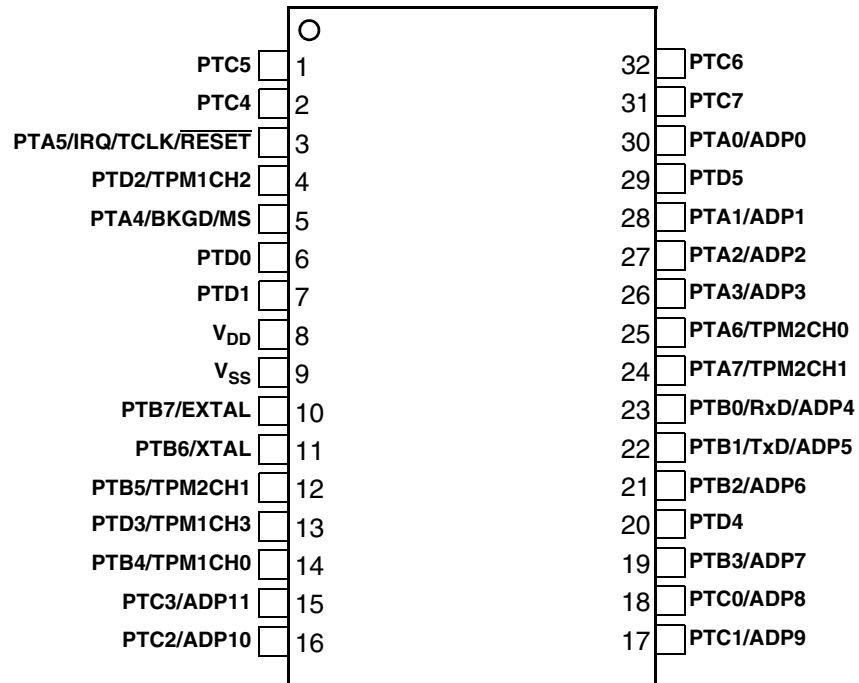 PTC5 1 32 PTC6
PTC4 2 31 PTC7
PTA5/IRQ/TCLK/RESET 3 30 PTA0/ADP0
PTD2/TPM1CH2 4 29 PTD5
PTA4/BKGD/MS 5 28 PTA1/ADP1
PTD0 6 27 PTA2/ADP2
PTD1 7 26 PTA3/ADP3
VDD 8 25 PTA6/TPM2CH0
VSS 9 24 PTA7/TPM2CH1
PTB7/EXTAL 10 23 PTB0/RxD/ADP4
PTB6/XTAL 11 22 PTB1/TxD/ADP5
PTB5/TPM2CH1 12 21 PTB2/ADP6
PTD3/TPM1CH3 13 20 PTD4
PTB4/TPM1CH0 14 19 PTB3/ADP7
PTC3/ADP11 15 18 PTC0/ADP8
PTC2/ADP10 16 17 PTC1/ADP9